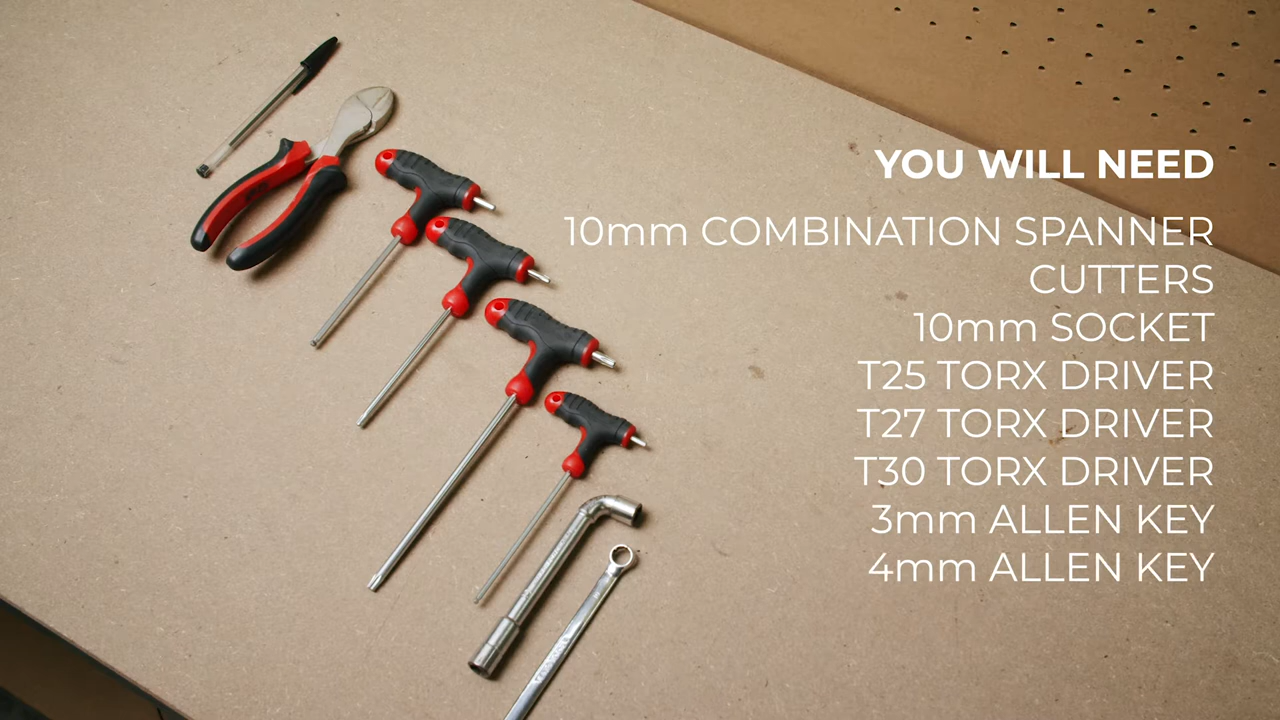 YOU WILL NEED
10mm COMBINATION SPANNER
CUTTERS
10mm SOCKET
T25 TORX DRIVER
T27 TORX DRIVER
T30 TORX DRIVER
3mm ALLEN KEY
4mm ALLEN KEY